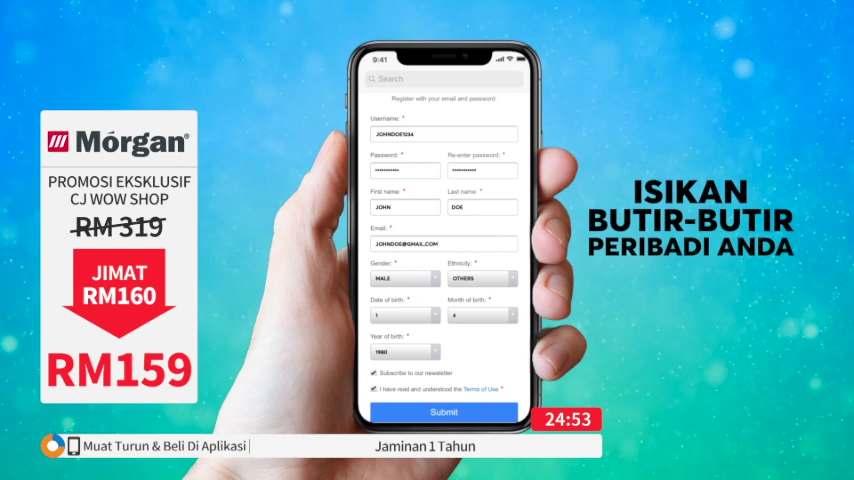 Mórgan®
PROMOSI EKSKLUSIF
CJ WOW SHOP
RM 319
JIMAT
RM160
RM159
9:41
Search
Register with your email and password
Username: *
JOHNDOE1234
Password: *
Re-enter password: *
First name: *
Last name: *
JOHN
DOE
Email: *
JOHNDOE@GMAIL.COM
Gender: *
Ethnicity: *
MALE
OTHERS
Date of birth: *
Month of birth: *
1
4
Year of birth: *
1980
Subscribe to our newsletter
I have read and understood the Terms of Use *
Submit
ISIKAN
BUTIR-BUTIR
PERIBADI ANDA
24:53
Muat Turun & Beli Di Aplikasi
Jaminan 1 Tahun